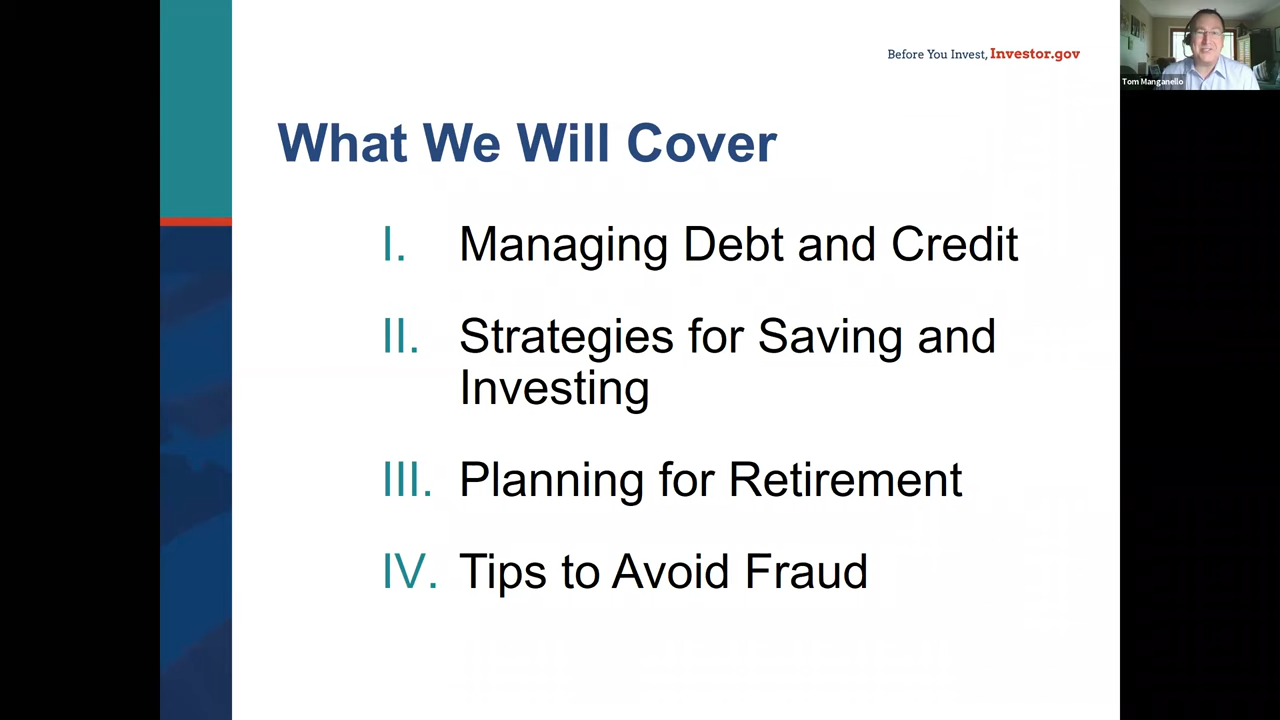 Before You Invest, Investor.gov
Tom Manganello
What We Will Cover
I. Managing Debt and Credit
II. Strategies for Saving and
Investing
III. Planning for Retirement
IV. Tips to Avoid Fraud